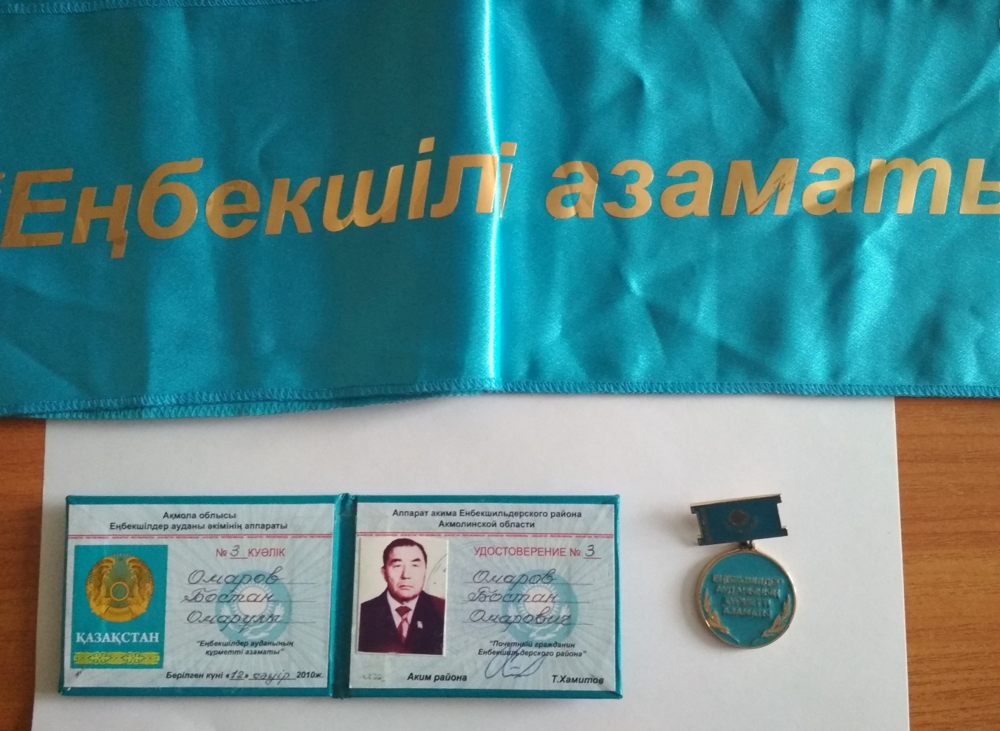 "Еңбекшілі азаматы
Ақмола облысы
Еңбекшілдер ауданы әкімінің аппараты
№ 3 КУӘЛІК
Омаров
Бостан
Омарұлы
ҚАЗАҚСТАН
"Еңбекшілдер ауданының
құрметті азаматы"
Берілген күні «12» сәуір 2010ж.
Аппарат акима Енбекшильдерского района
Акмолинской области
УДОСТОВЕРЕНИЕ № 3
Омаров
Бостан
Омарович
"Почетный гражданин
Енбекшильдерского района"
Аким района Т.Хамитов
ЕҢБЕКШІЛДЕР
АУДАНЫНЫҢ
ҚҰРМЕТТІ
АЗАМАТЫ